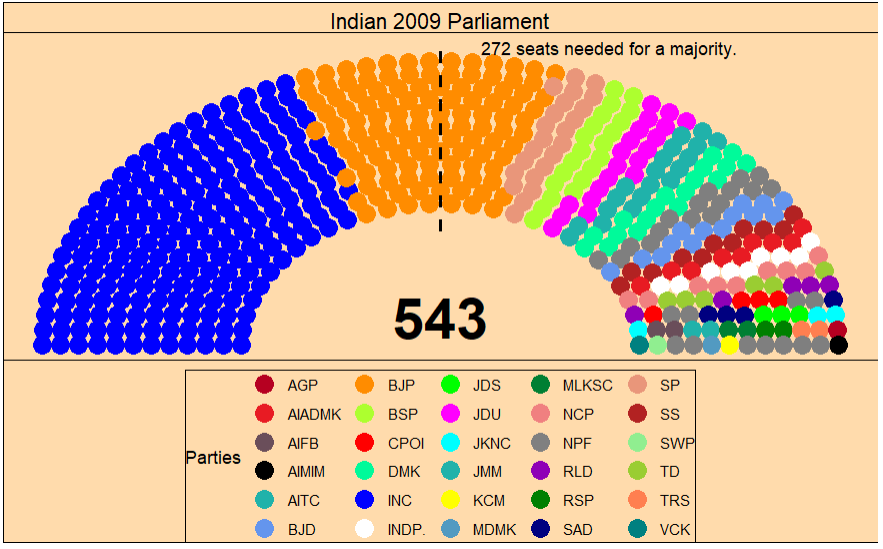 Indian 2009 Parliament
272 seats needed for a majority.
543
Parties
AGP
AIADMK
AIFB
AIMIM
AITC
BJD
BJP
BSP
CPOI
DMK
INC
INDP.
JDS
JDU
JKNC
JMM
KCM
MDMK
MLKSC
NCP
NPF
RLD
RSP
SAD
SP
SS
SWP
TD
TRS
VCK